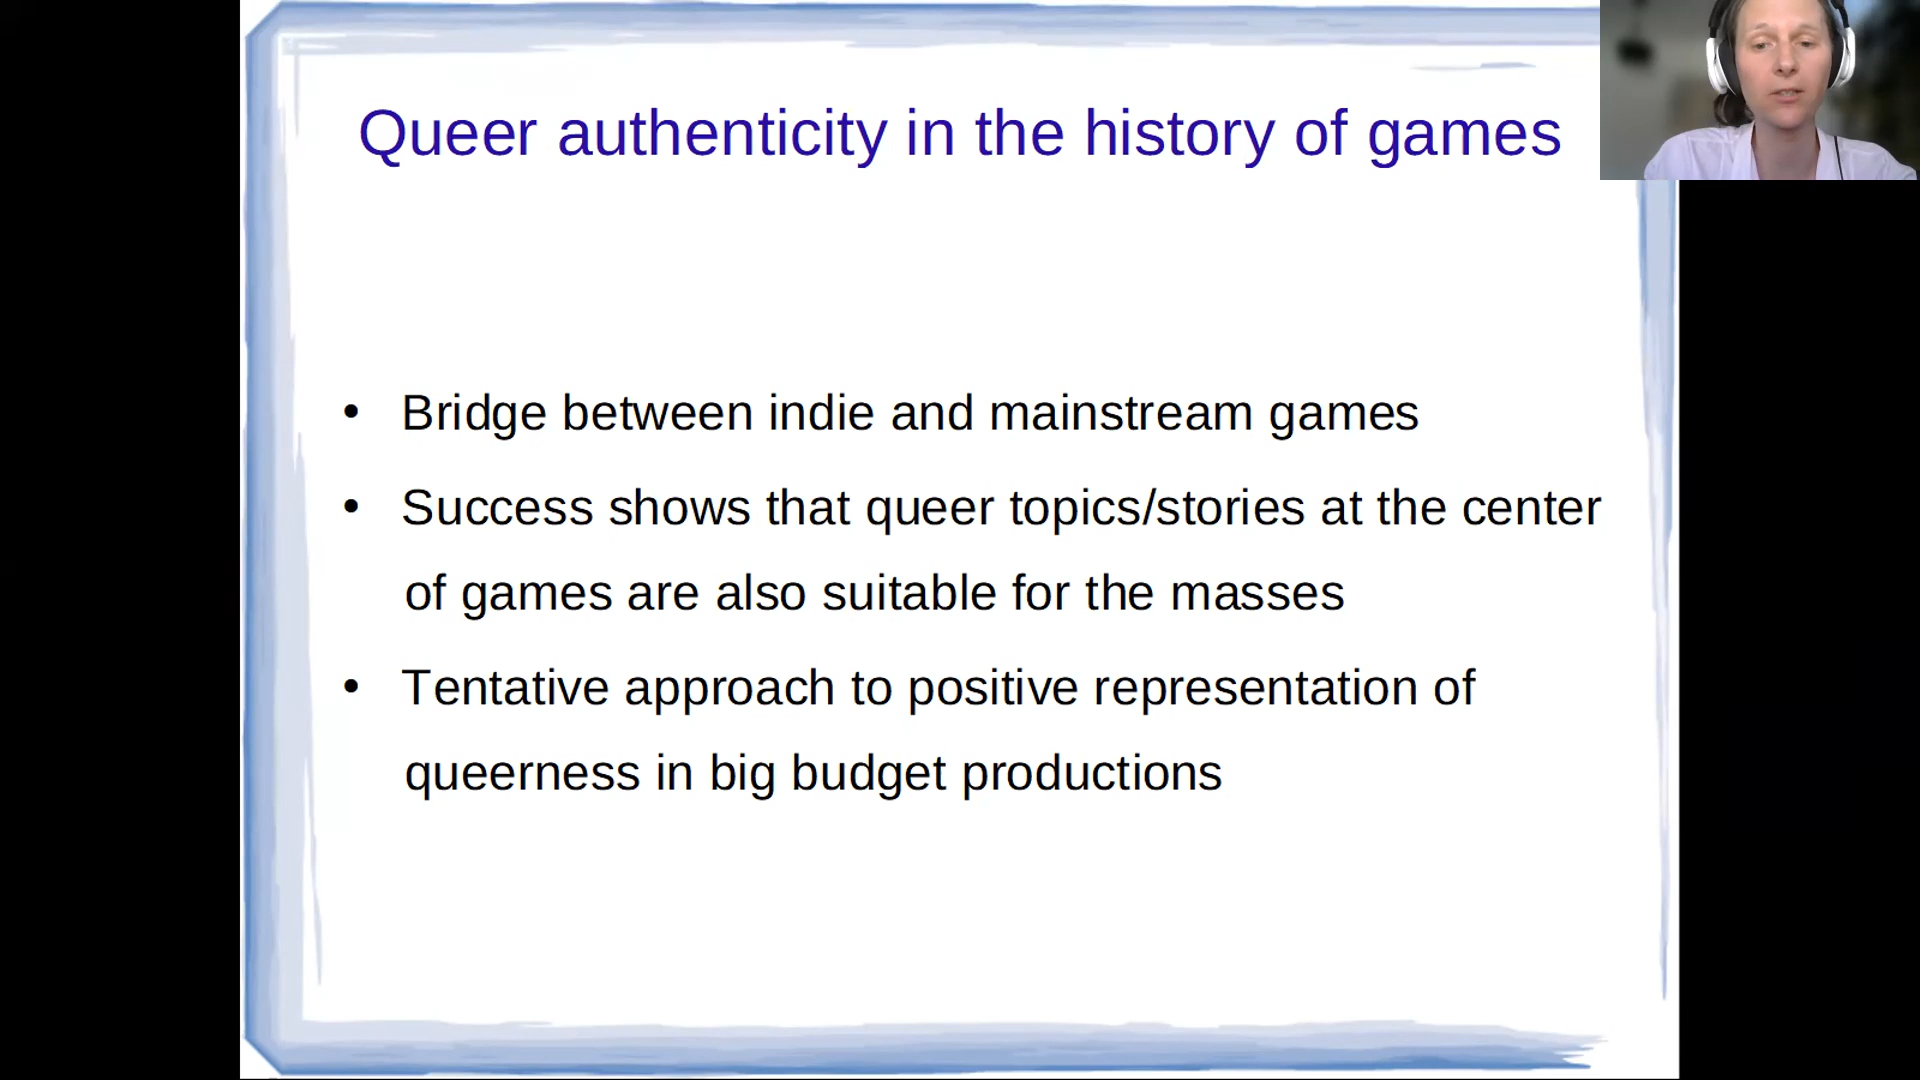 Queer authenticity in the history of games
• Bridge between indie and mainstream games
• Success shows that queer topics/stories at the center
of games are also suitable for the masses
• Tentative approach to positive representation of
queerness in big budget productions